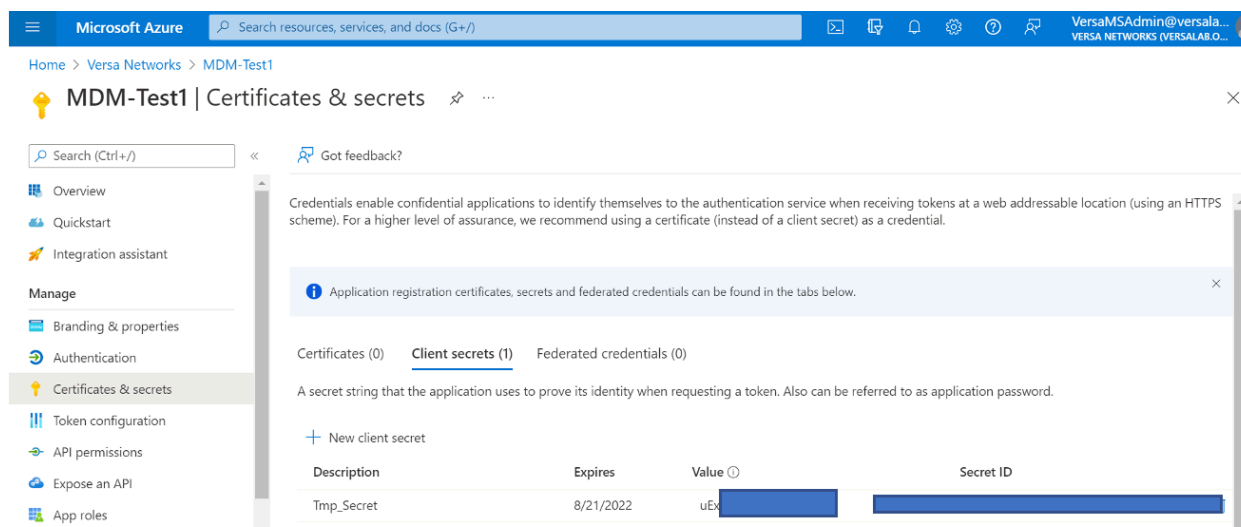 Microsoft Azure
Search resources, services, and docs (G+/)
VersaMSAdmin@versala...
VERSA NETWORKS (VERSALAB.O...
Home > Versa Networks > MDM-Test1
MDM-Test1 | Certificates & secrets
Search (Ctrl+/)
Got feedback?
Overview
Quickstart
Integration assistant
Manage
Branding & properties
Authentication
Certificates & secrets
Token configuration
API permissions
Expose an API
App roles
Credentials enable confidential applications to identify themselves to the authentication service when receiving tokens at a web addressable location (using an HTTPS
scheme). For a higher level of assurance, we recommend using a certificate (instead of a client secret) as a credential.
Application registration certificates, secrets and federated credentials can be found in the tabs below.
Certificates (0) Client secrets (1) Federated credentials (0)
A secret string that the application uses to prove its identity when requesting a token. Also can be referred to as application password.
New client secret
Description Expires Value Secret ID
Tmp_Secret 8/21/2022 uEx